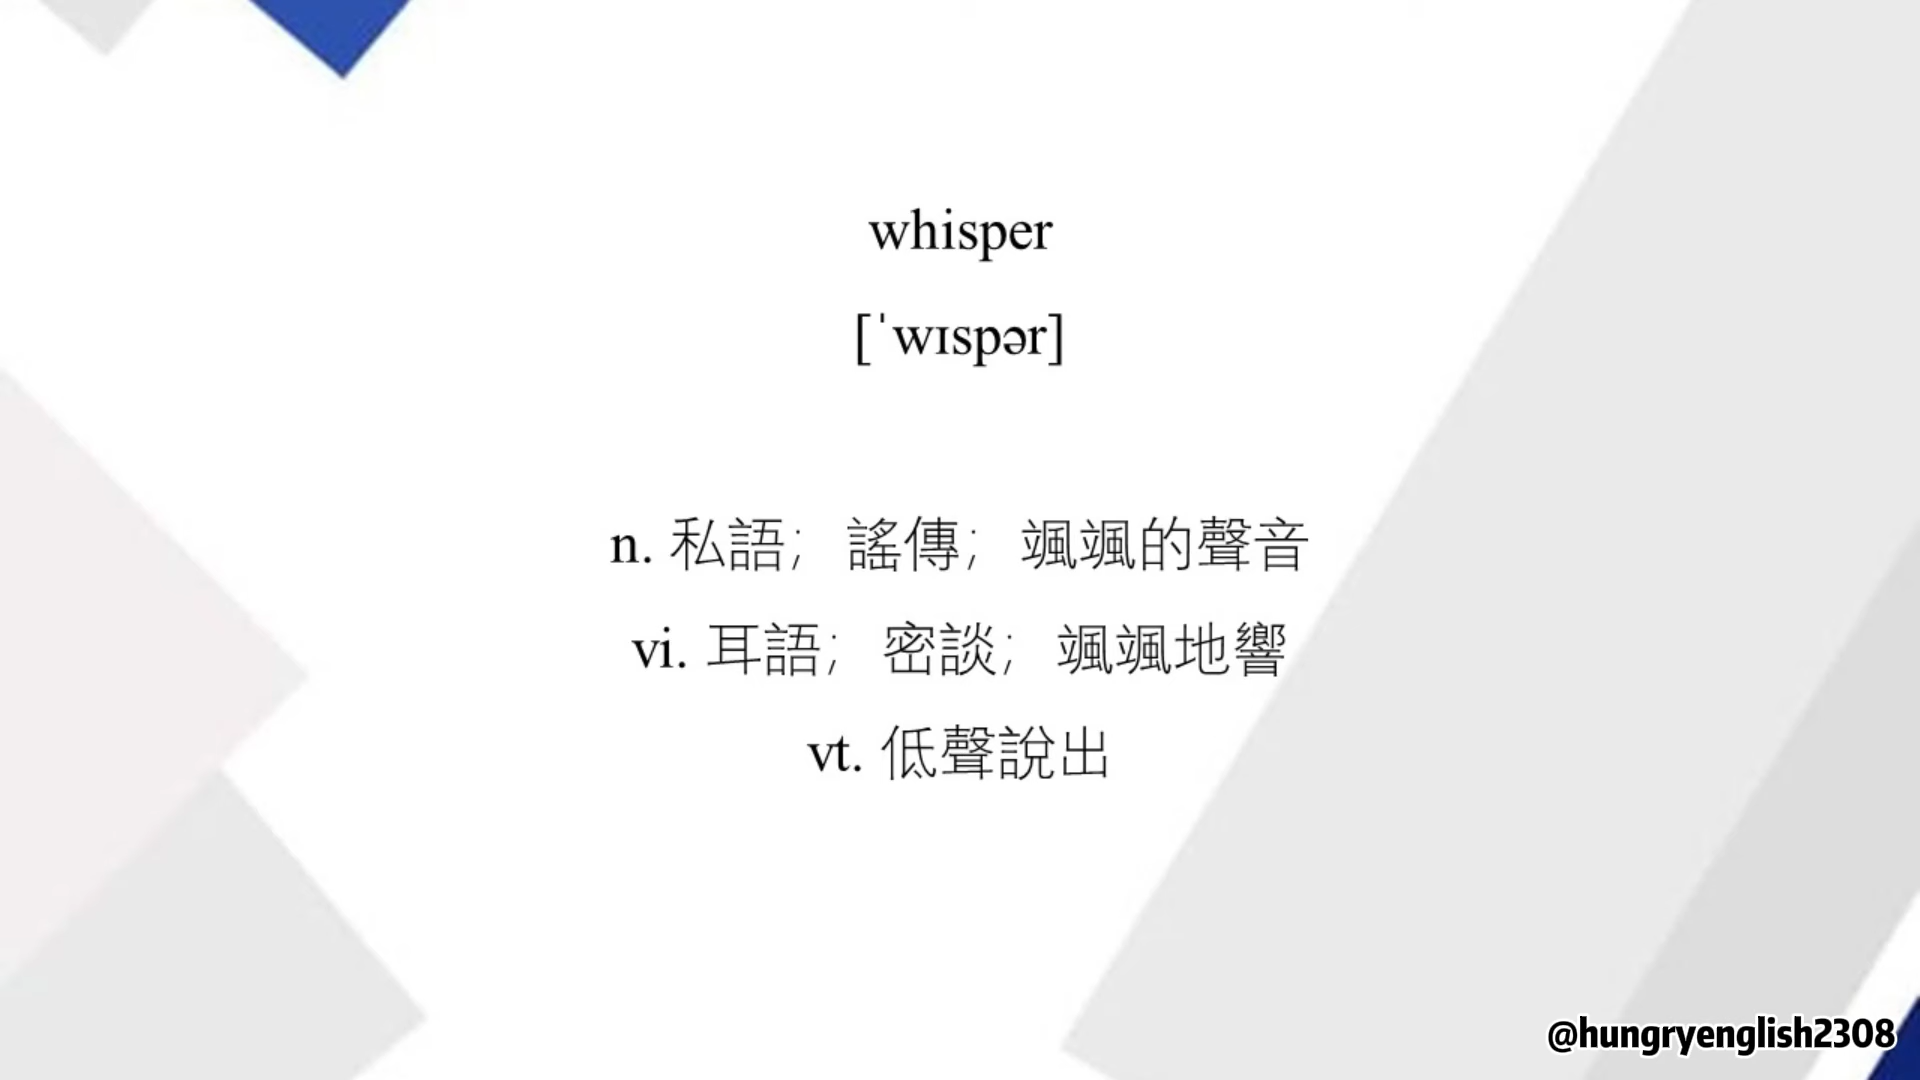 whisper
[ˈwɪspər]
n. 私語；謠傳；颯颯的聲音
vi. 耳語；密談；颯颯地響
vt. 低聲說出
@hungryenglish2308